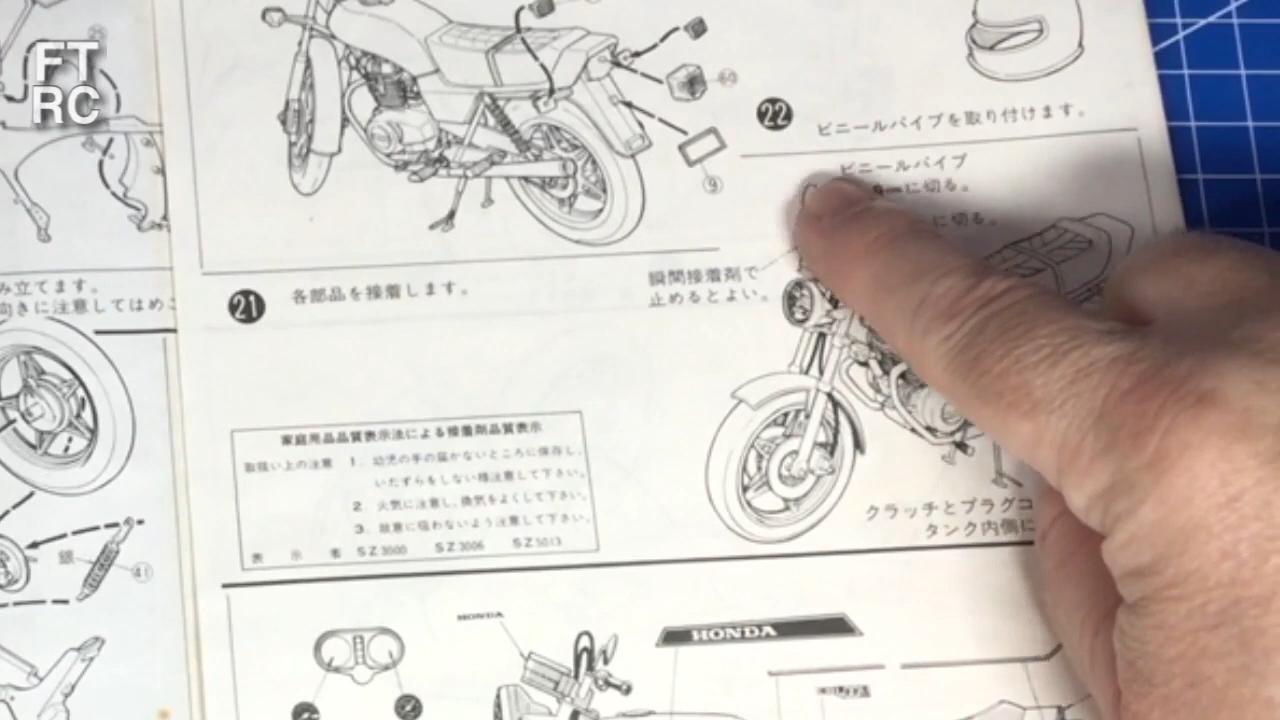 FT
RC
60
9
22
ビニールパイプを取り付けます。
ビニールパイプ
に切る。
に切る。
瞬間接着剤で
止めるとよい。
み立てます。
向きに注意してはめこ
21
各部品を接着します。
家庭用品品質表示法による接着剤品質表示
取扱い上の注意 1. 幼児の手の届かないところに保存し、
いたずらをしない様注意して下さい。
2. 火気に注意し、換気をよくして下さい。
3. 故意に吸わないよう注意して下さい。
表示者 SZ3500 SZ3006 SZ5013
クラッチとプラグコ
タンク内側に
銀
41
HONDA
HONDA